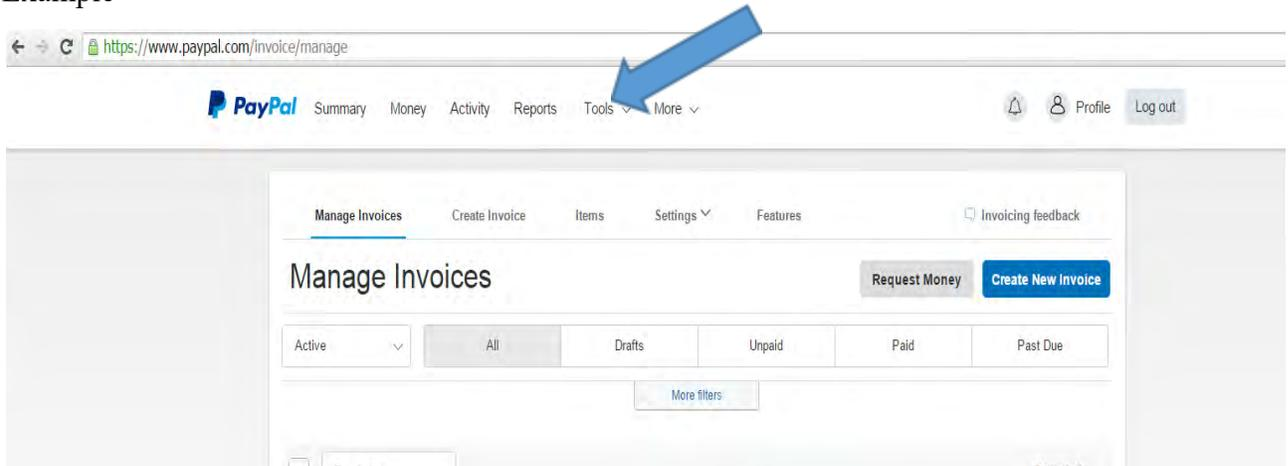 Example
https://www.paypal.com/invoice/manage
PayPal Summary Money Activity Reports Tools More Profile Log out
Manage Invoices Create Invoice Items Settings Features Invoicing feedback
Manage Invoices Request Money Create New Invoice
Active All Drafts Unpaid Paid Past Due
More filters